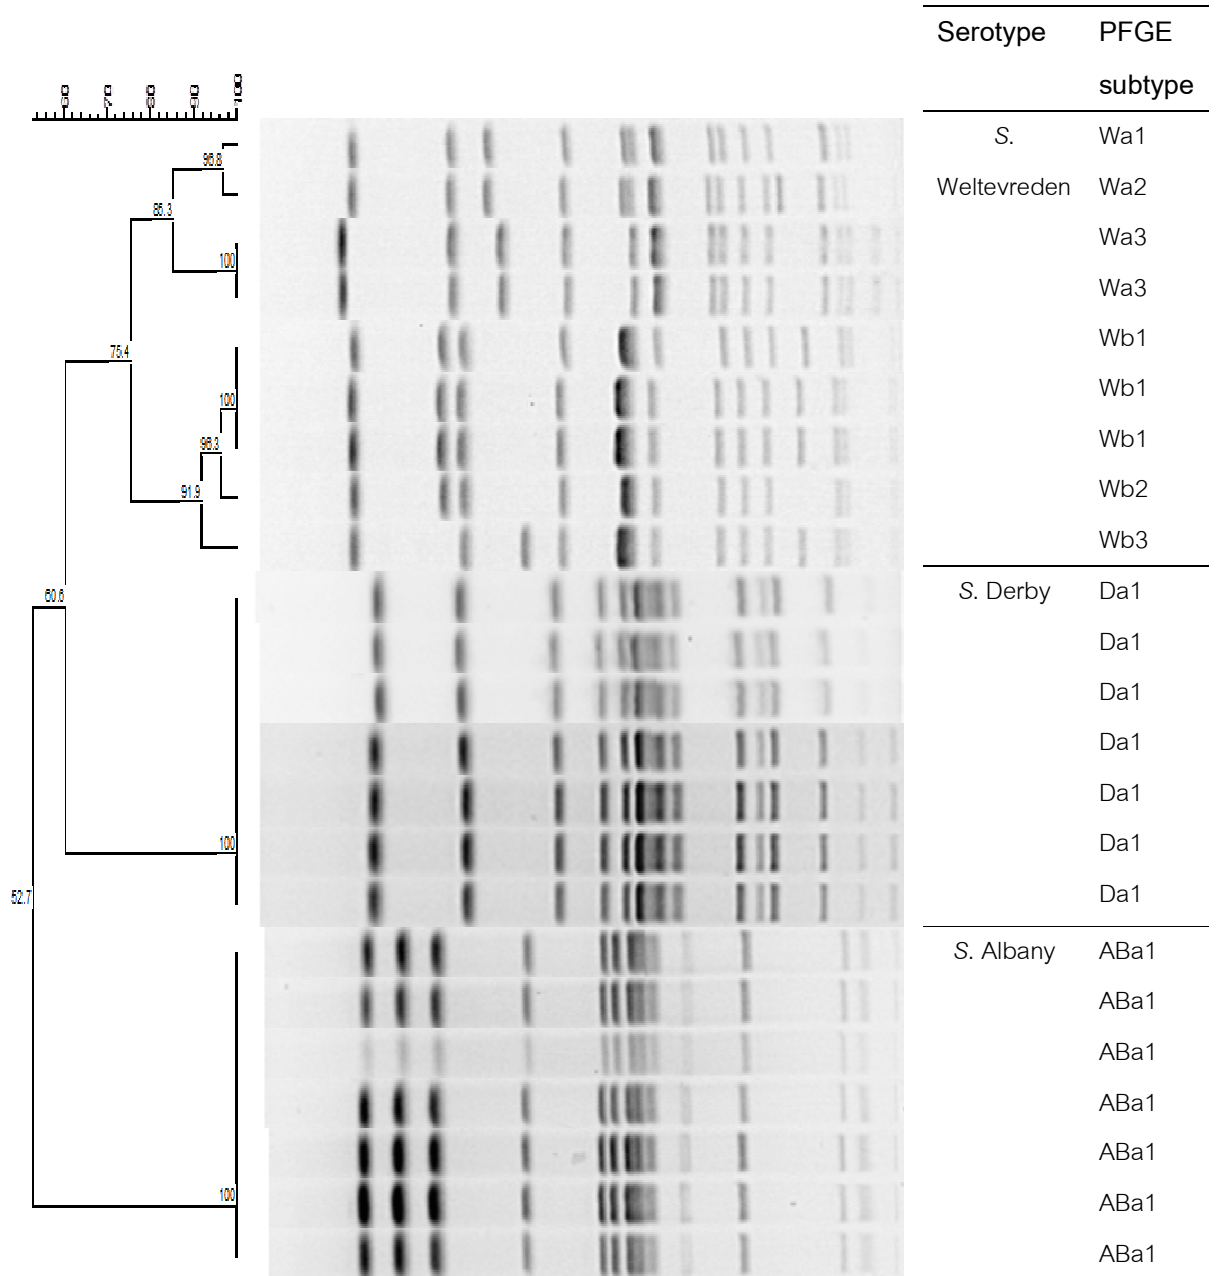 Serotype PFGE
subtype
60 70 80 90 100
S. Wa1
96.8
Weltevreden Wa2
85.3
Wa3
100
Wa3
Wb1
75.4
Wb1
100
Wb1
96.3
Wb2
91.9
Wb3
S. Derby Da1
60.6
Da1
Da1
Da1
Da1
Da1
100
Da1
52.7
S. Albany ABa1
ABa1
ABa1
ABa1
ABa1
ABa1
100
ABa1